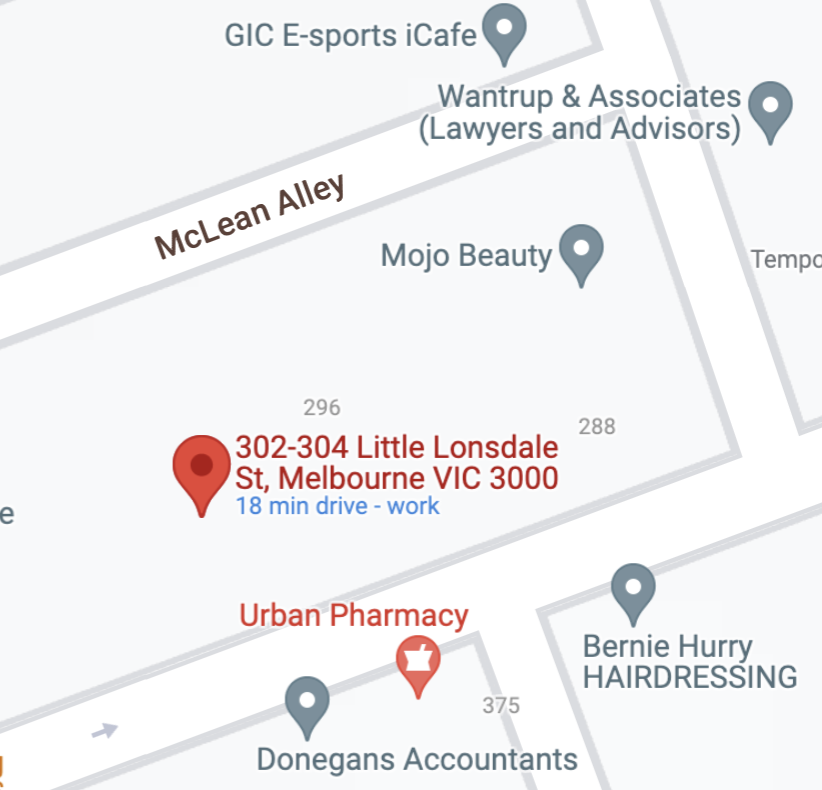 GIC E-sports iCafe
Wantrup & Associates
(Lawyers and Advisors)
McLean Alley
Mojo Beauty
Tempo
296
288
302-304 Little Lonsdale
St, Melbourne VIC 3000
18 min drive - work
e
Urban Pharmacy
Bernie Hurry
HAIRDRESSING
375
Donegans Accountants